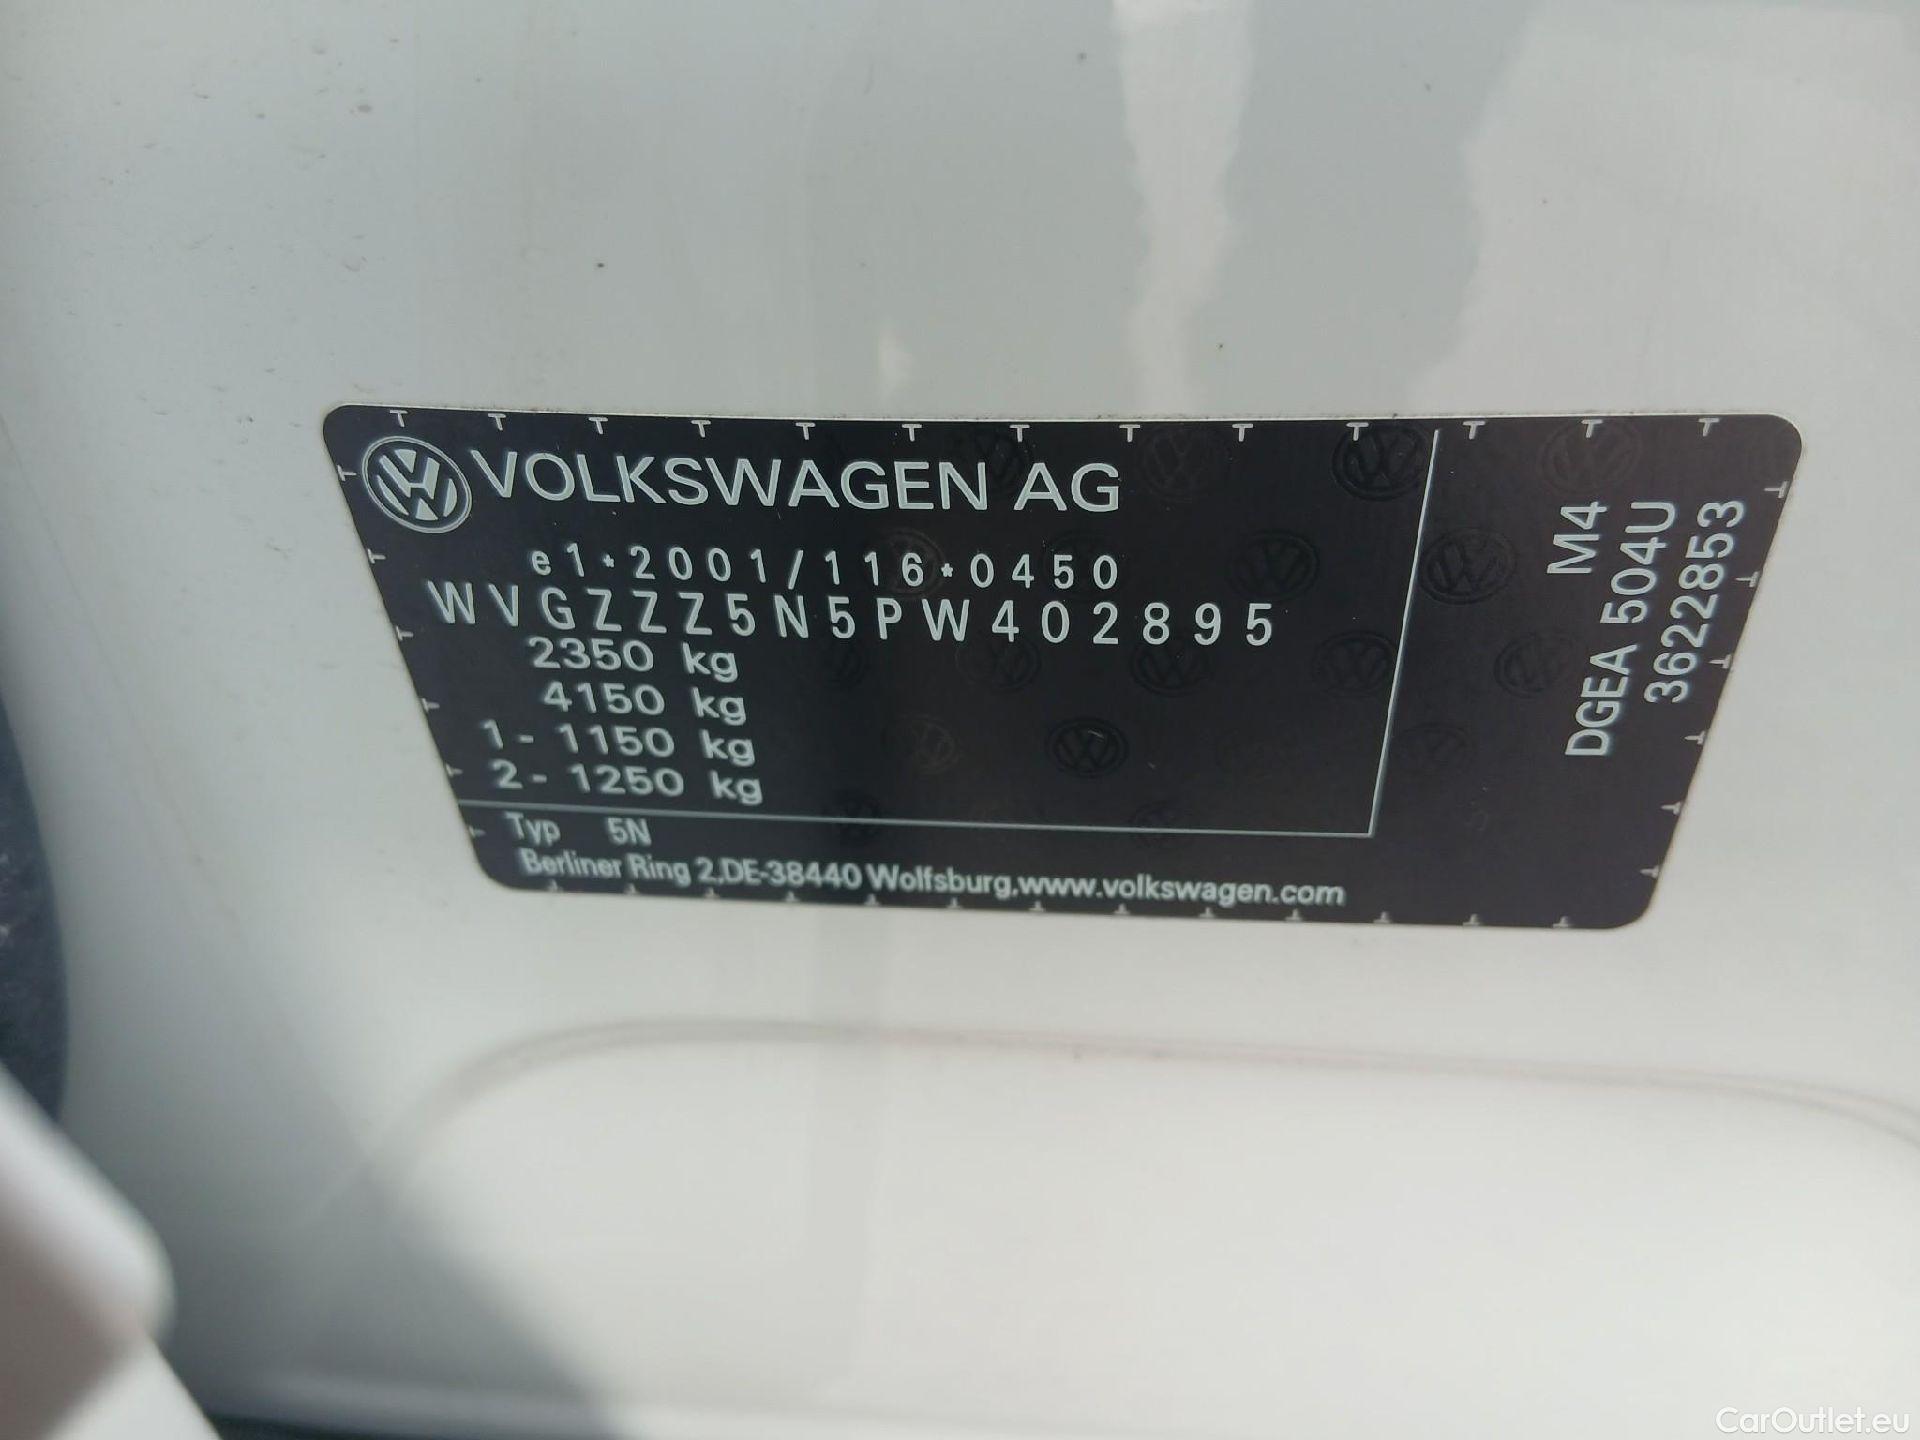 VOLKSWAGEN AG
e1*2001/116*0450
WVGZZZ5N5PW402895
2350 kg
4150 kg
1- 1150 kg
2- 1250 kg
Typ 5N
Berliner Ring 2,DE-38440 Wolfsburg,www.volkswagen.com
M4
DGEA 504U
3622853
CarOutlet.eu